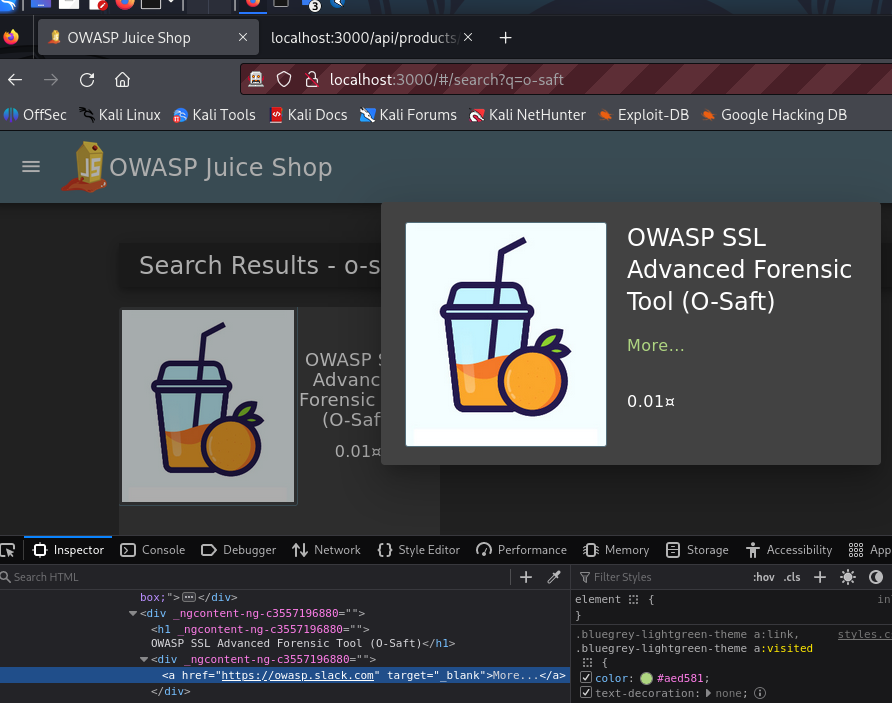 3
OWASP Juice Shop
localhost:3000/api/products/
localhost:3000/#/search?q=o-saft
OffSec Kali Linux Kali Tools Kali Docs Kali Forums Kali NetHunter Exploit-DB Google Hacking DB
JS OWASP Juice Shop
Search Results - o-s
OWASP S
Advanc
Forensic
(O-Saf
0.01¤
OWASP SSL
Advanced Forensic
Tool (O-Saft)
More...
0.01¤
Inspector Console Debugger Network Style Editor Performance Memory Storage Accessibility App
Search HTML
Filter Styles :hov .cls
box;"></div>
<div _ngcontent-ng-c3557196880="">
<h1 _ngcontent-ng-c3557196880="">
OWASP SSL Advanced Forensic Tool (O-Saft)</h1>
<div _ngcontent-ng-c3557196880="">
<a href="https://owasp.slack.com" target="_blank">More...</a>
</div>
element { in
}
.bluegrey-lightgreen-theme a:link, styles.c
.bluegrey-lightgreen-theme a:visited
{
color: #aed581;
text-decoration: none;